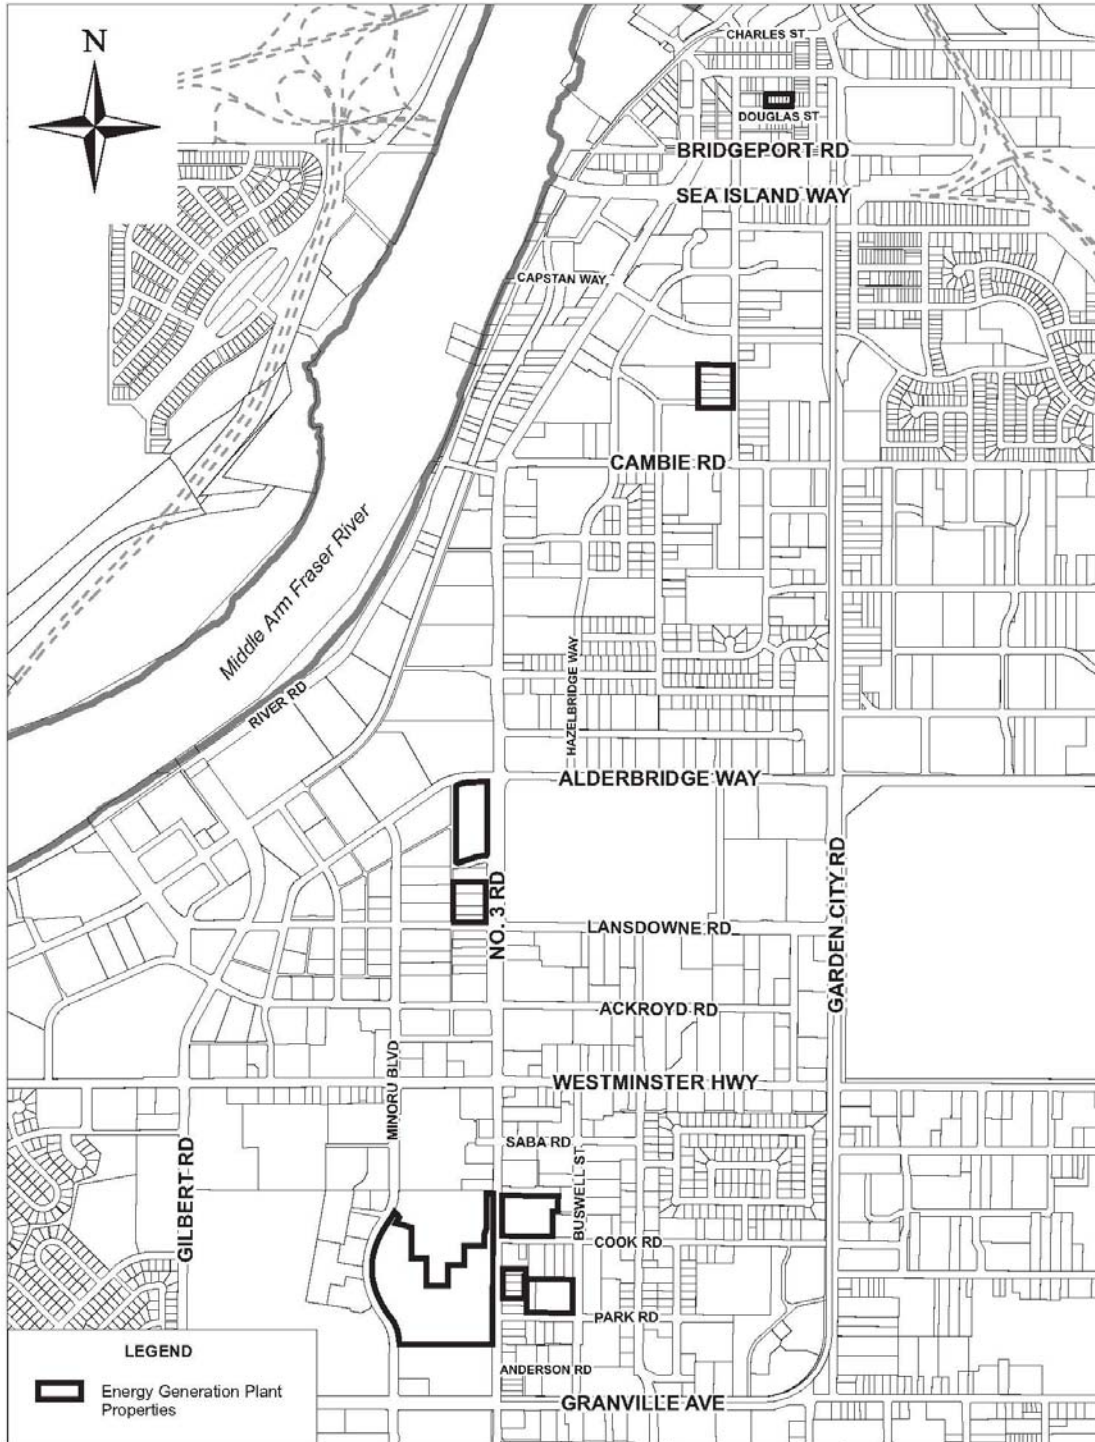 N
CHARLES ST
DOUGLAS ST
BRIDGEPORT RD
SEA ISLAND WAY
CAPSTAN WAY
CAMBIE RD
Middle Arm Fraser River
RIVER RD
HAZELBRIDGE WAY
ALDERBRIDGE WAY
GARDEN CITY RD
NO. 3 RD
LANSDOWNE RD
ACKROYD RD
MINORU BLVD
WESTMINSTER HWY
GILBERT RD
SABA RD
BUSWELL ST
COOK RD
PARK RD
ANDERSON RD
GRANVILLE AVE
LEGEND
Energy Generation Plant
Properties